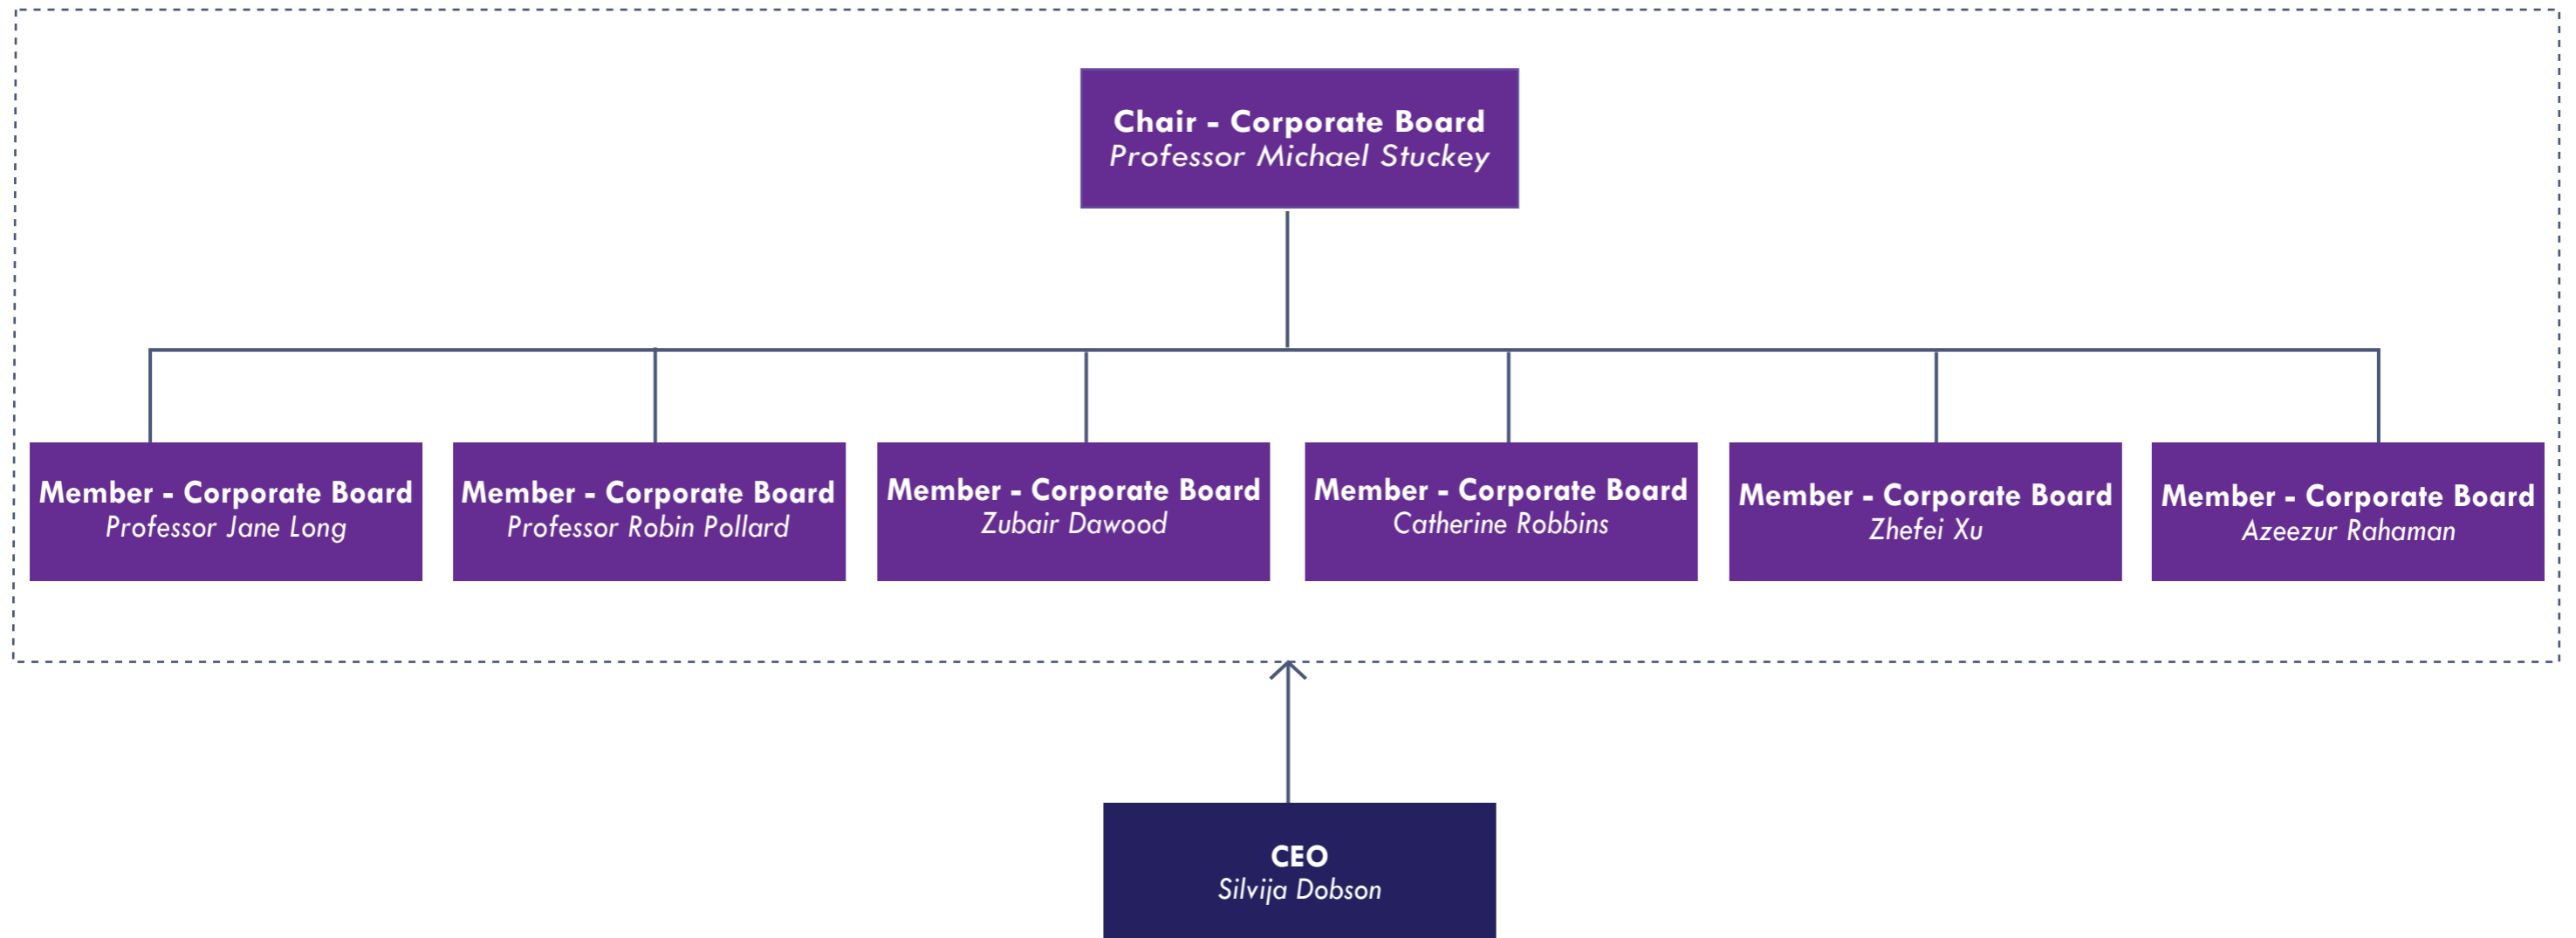 Chair - Corporate Board
Professor Michael Stuckey
Member - Corporate Board
Professor Jane Long
Member - Corporate Board
Professor Robin Pollard
Member - Corporate Board
Zubair Dawood
Member - Corporate Board
Catherine Robbins
Member - Corporate Board
Zhefei Xu
Member - Corporate Board
Azeezur Rahaman
CEO
Silvija Dobson